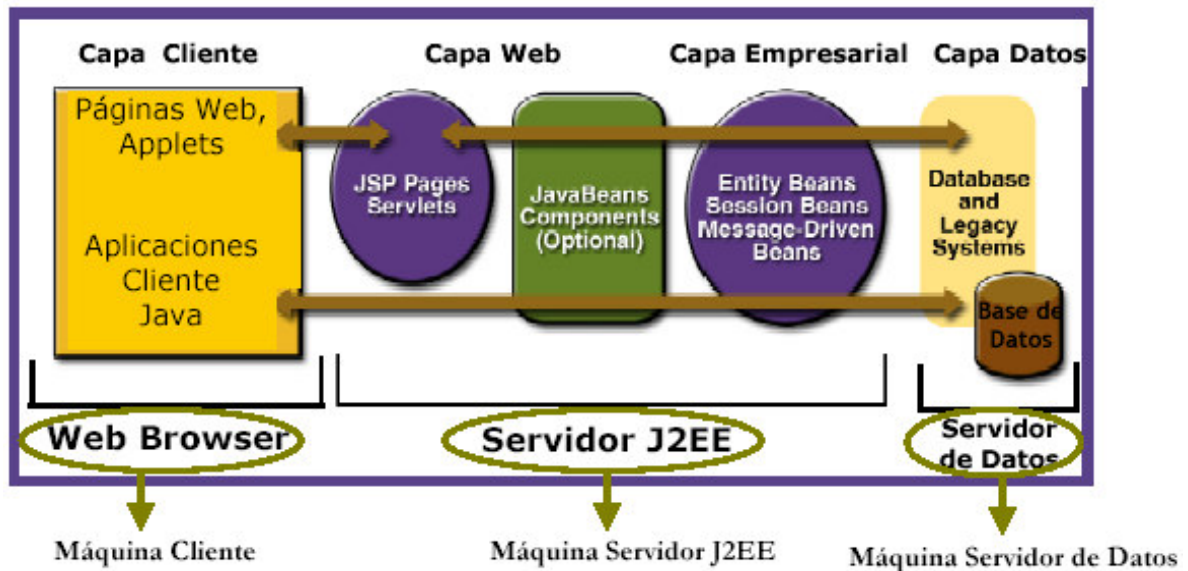 Capa Cliente
Capa Web
Capa Empresarial
Capa Datos
Páginas Web,
Applets
Aplicaciones
Cliente
Java
JSP Pages
Servlets
JavaBeans
Components
(Optional)
Entity Beans
Session Beans
Message-Driven
Beans
Database
and
Legacy
Systems
Base de
Datos
Web Browser
Servidor J2EE
Servidor
de Datos
Máquina Cliente
Máquina Servidor J2EE
Máquina Servidor de Datos